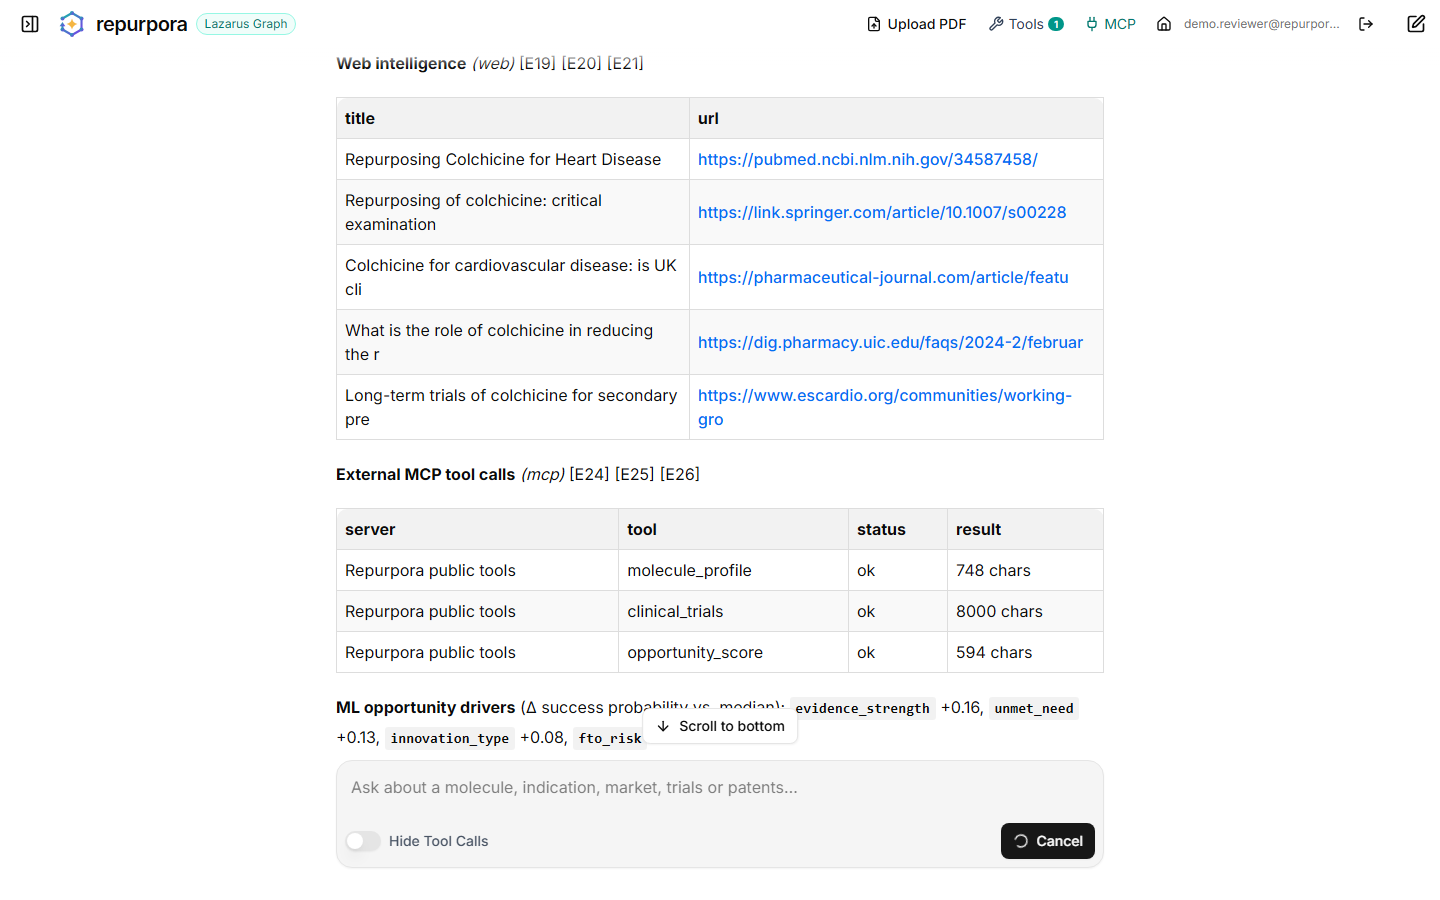 repurpora Lazarus Graph Upload PDF Tools 1 MCP demo.reviewer@repurpor...
Web intelligence (web) [E19] [E20] [E21]
title url
Repurposing Colchicine for Heart Disease https://pubmed.ncbi.nlm.nih.gov/34587458/
Repurposing of colchicine: critical
examination
https://link.springer.com/article/10.1007/s00228
Colchicine for cardiovascular disease: is UK
cli
https://pharmaceutical-journal.com/article/featu
What is the role of colchicine in reducing
the r
https://dig.pharmacy.uic.edu/faqs/2024-2/februar
Long-term trials of colchicine for secondary
pre
https://www.escardio.org/communities/working-
gro
External MCP tool calls (mcp) [E24] [E25] [E26]
server tool status result
Repurpora public tools molecule_profile ok 748 chars
Repurpora public tools clinical_trials ok 8000 chars
Repurpora public tools opportunity_score ok 594 chars
ML opportunity drivers (Δ success probability vs. median): evidence_strength +0.16, unmet_need
+0.13, innovation_type +0.08, fto_risk
Scroll to bottom
Ask about a molecule, indication, market, trials or patents...
Hide Tool Calls Cancel